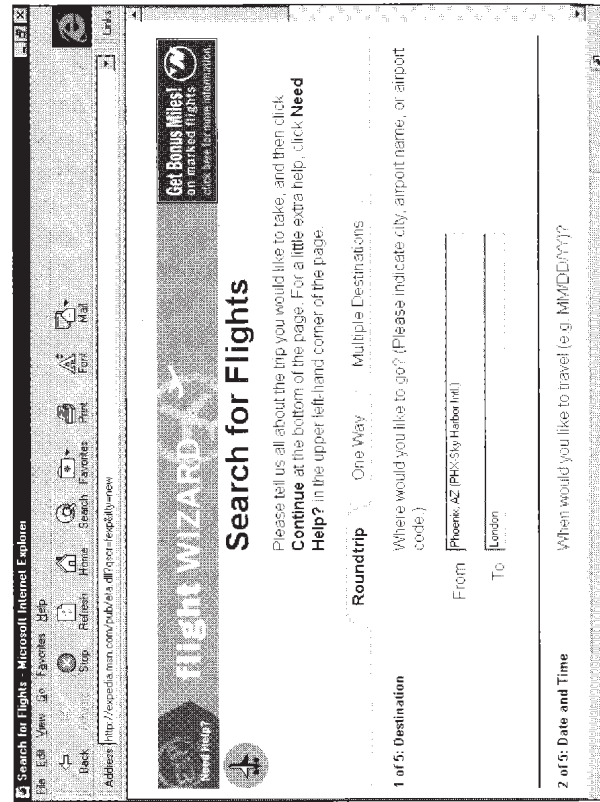 Search for Flights - Microsoft Internet Explorer
File Edit View Go Favorites Help
Back Stop Refresh Home Search Favorites Print Font Mail
Address http://expedia.msn.com/pub/eta.dll?qscr=fexp&itty=new Links
Need Help?
flight WIZARD
Get Bonus Miles!
on marked flights
click here for more information
Search for Flights
Please tell us all about the trip you would like to take, and then click
Continue at the bottom of the page. For a little extra help, click Need
Help? in the upper left-hand corner of the page.
Roundtrip One Way Multiple Destinations
1 of 5: Destination
Where would you like to go? (Please indicate city, airport name, or airport
code.)
From Phoenix, AZ (PHX-Sky Harbor Intl.)
To London
2 of 5: Date and Time
When would you like to travel (e.g. MM/DD/YY)?